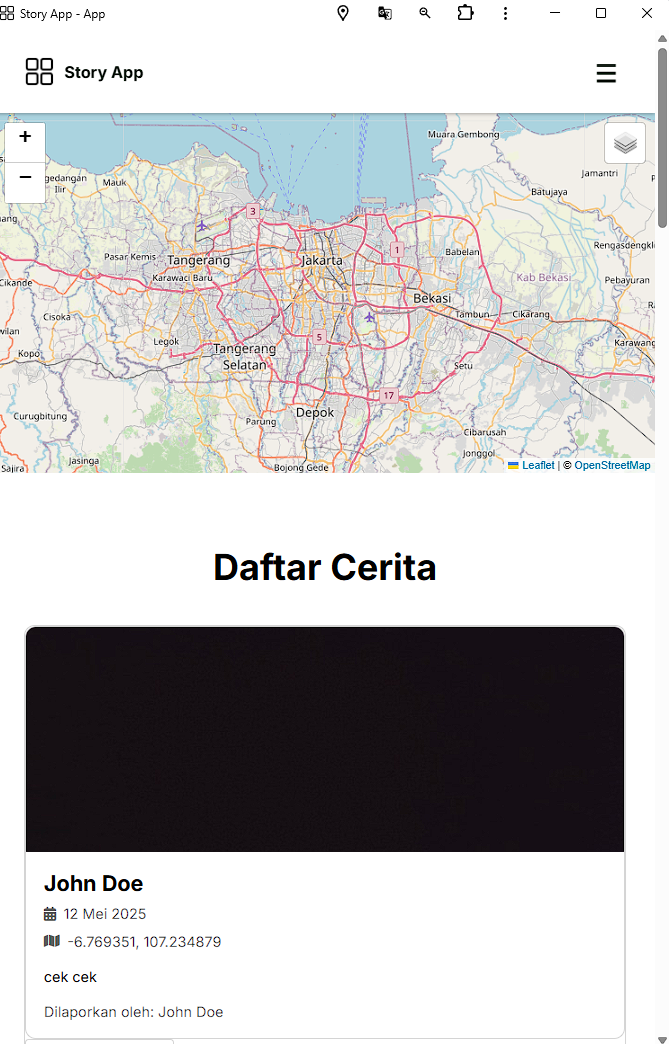 Story App - App
Story App
+
−
Muara Gembong
Jamantri
gedangan
Ilir
Mauk
Batujaya
3
1
Rengasdengkl
Pasar Kemis
Tangerang
Jakarta
Babelan
Karawaci Baru
Kab Bekasi
Pebayuran
Cikande
Bekasi
Cisoka
Tambun
Cikarang
Legok
5
Karawang
Kopo
Tangerang
Selatan
Setu
17
Curugbitung
Parung
Depok
Cibarusah
Jonggol
Sajira
Jasinga
Bojong Gede
Leaflet | © OpenStreetMap
Daftar Cerita
John Doe
12 Mei 2025
-6.769351, 107.234879
cek cek
Dilaporkan oleh: John Doe